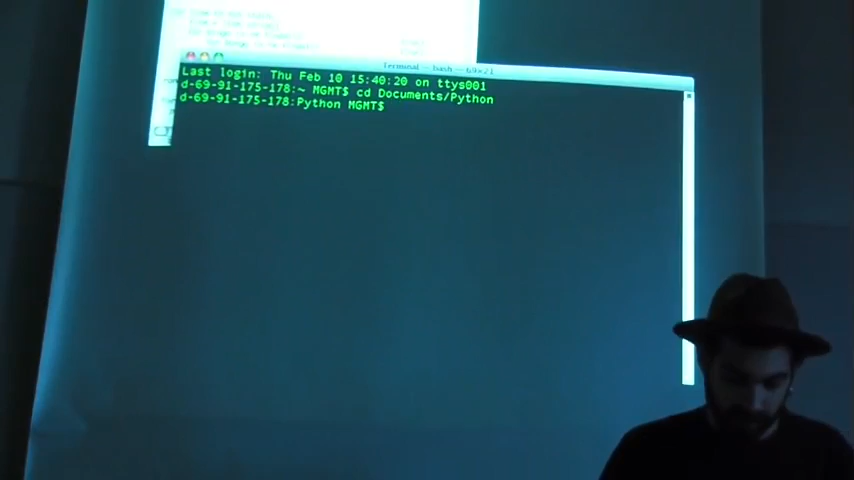 Terminal — bash — 69×21
Last login: Thu Feb 10 15:40:20 on ttys001
d-69-91-175-178:~ MGMT$ cd Documents/Python
d-69-91-175-178:Python MGMT$